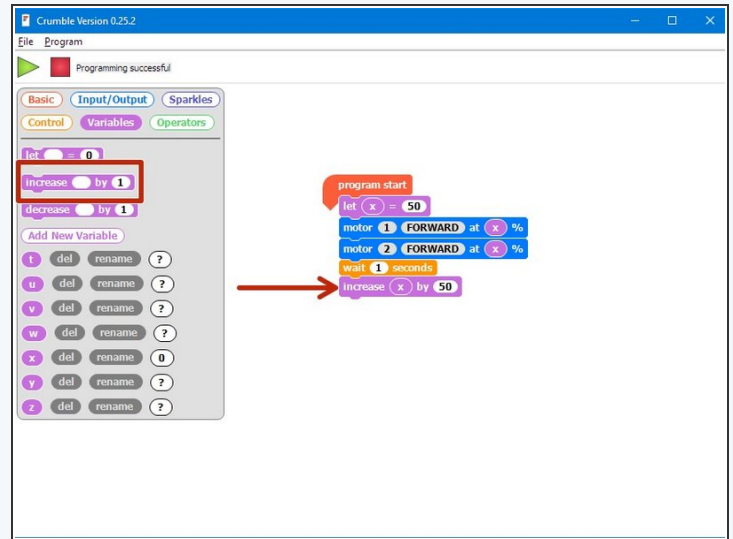 Crumble Version 0.25.2
File Program
Programming successful
Basic Input/Output Sparkles
Control Variables Operators
let = 0
increase by 1
decrease by 1
Add New Variable
t del rename ?
u del rename ?
v del rename ?
w del rename ?
x del rename 0
y del rename ?
z del rename ?
program start
let x = 50
motor 1 FORWARD at x %
motor 2 FORWARD at x %
wait 1 seconds
increase x by 50